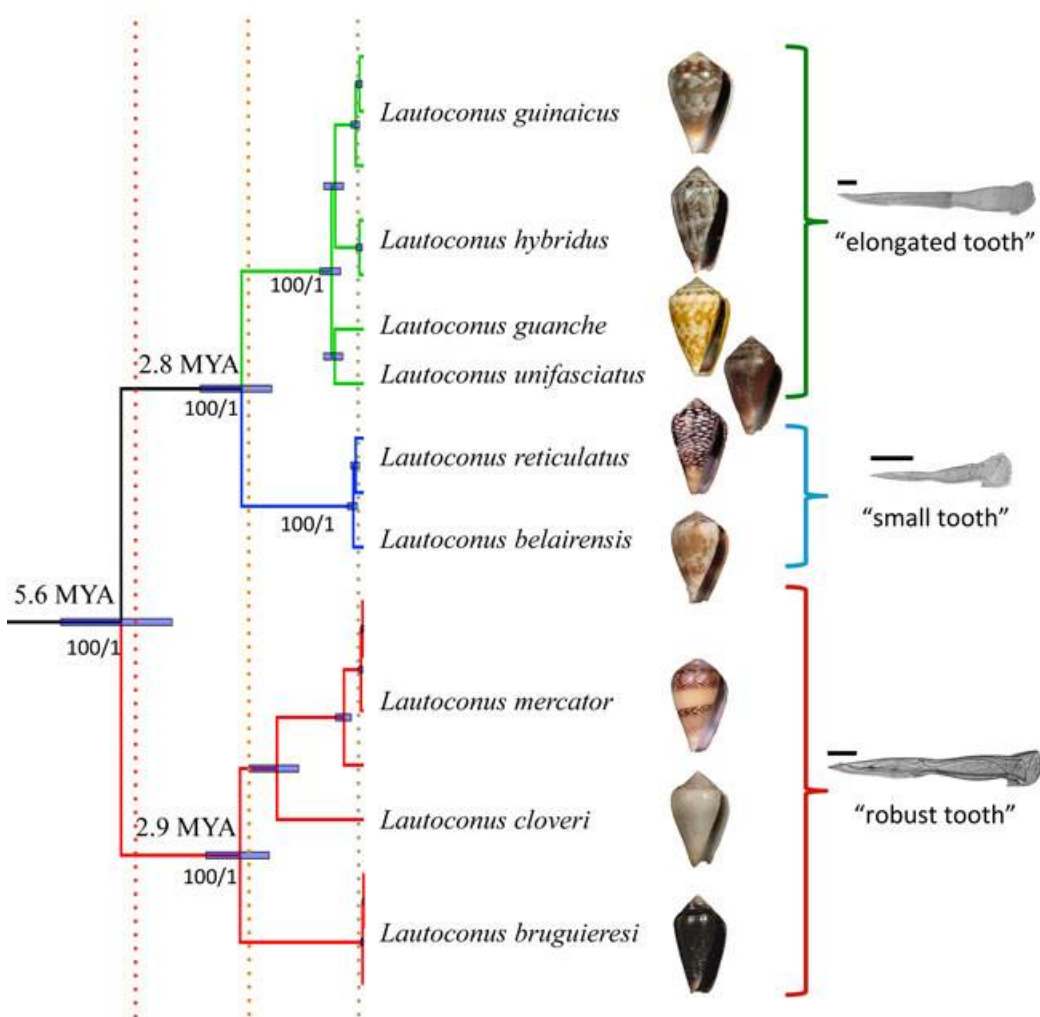 Lautoconus guinaicus
Lautoconus hybridus
"elongated tooth"
100/1
Lautoconus guanche
2.8 MYA
Lautoconus unifasciatus
100/1
Lautoconus reticulatus
100/1
"small tooth"
Lautoconus belairensis
5.6 MYA
100/1
Lautoconus mercator
"robust tooth"
Lautoconus cloveri
2.9 MYA
100/1
Lautoconus bruguieresi